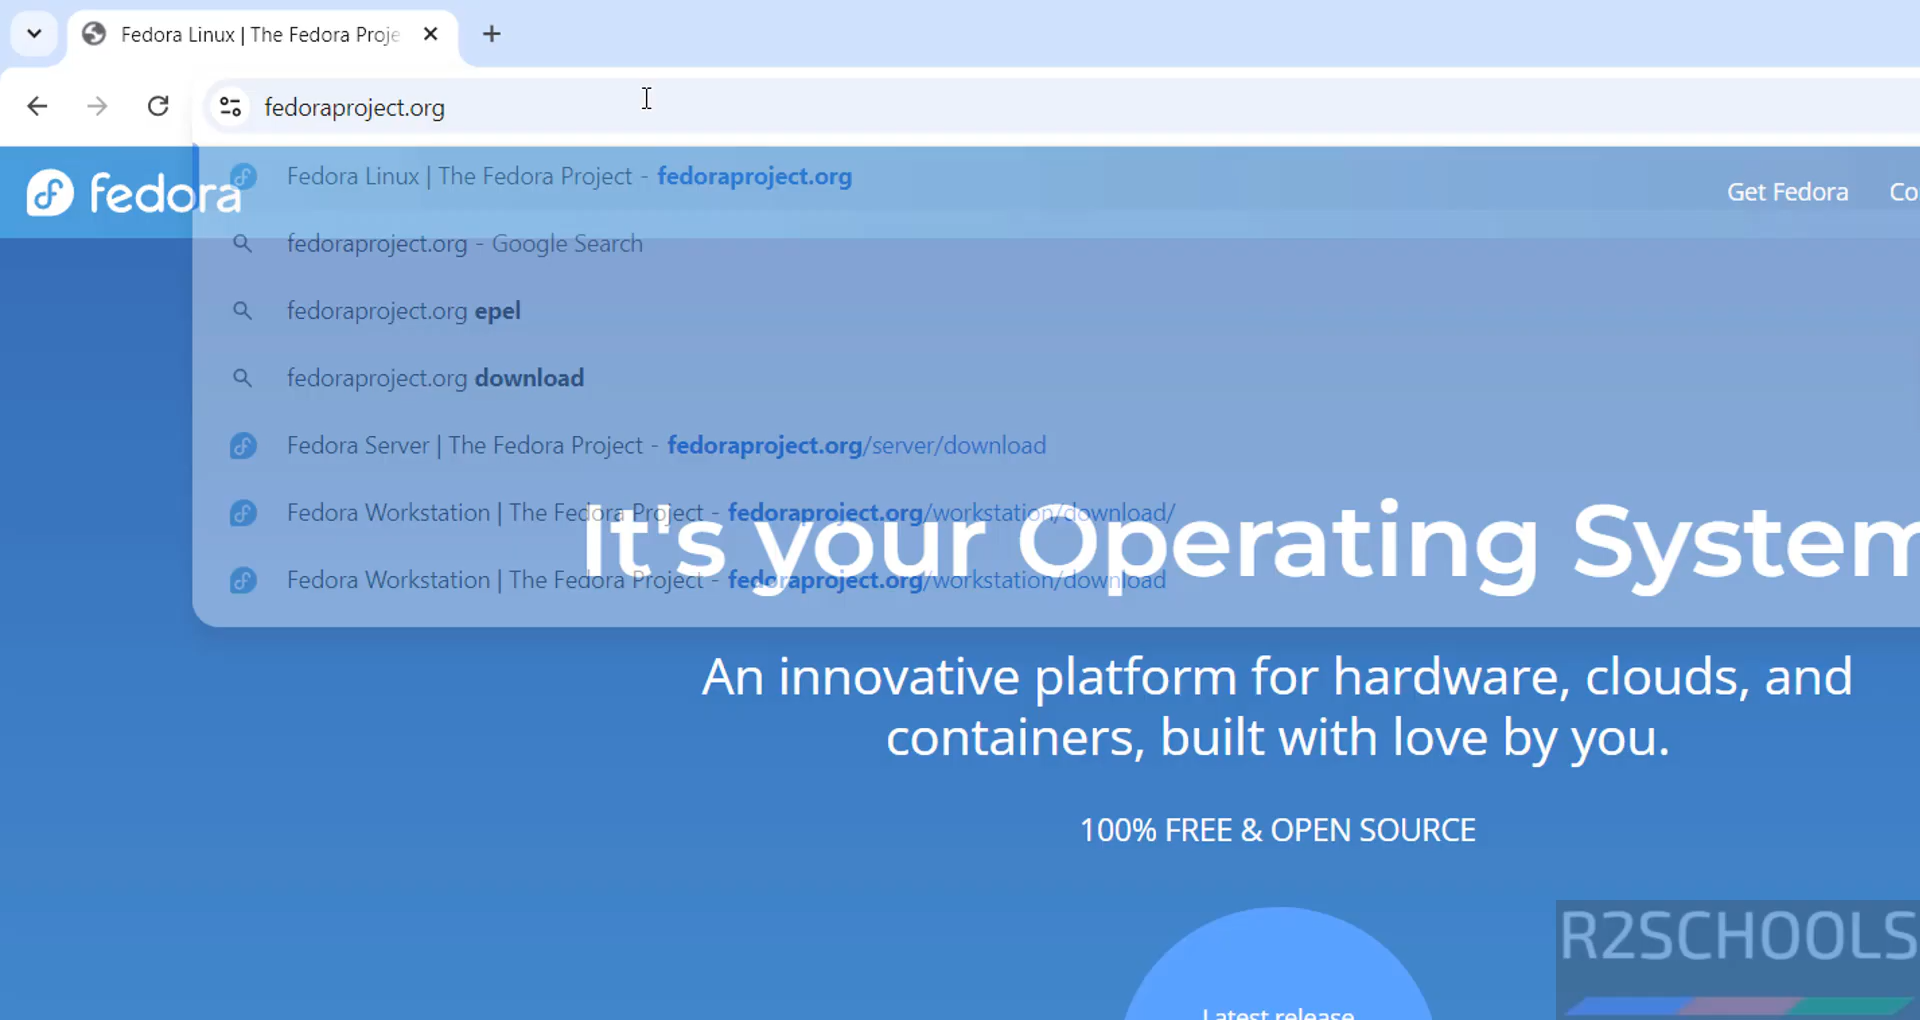 Fedora Linux | The Fedora Proje
fedoraproject.org
fedora
Get Fedora
Co
Fedora Linux | The Fedora Project - fedoraproject.org
fedoraproject.org - Google Search
fedoraproject.org epel
fedoraproject.org download
Fedora Server | The Fedora Project - fedoraproject.org/server/download
Fedora Workstation | The Fedora Project - fedoraproject.org/workstation/download/
Fedora Workstation | The Fedora Project - fedoraproject.org/workstation/download
It's your Operating System
An innovative platform for hardware, clouds, and
containers, built with love by you.
100% FREE & OPEN SOURCE
Latest release
R2SCHOOLS